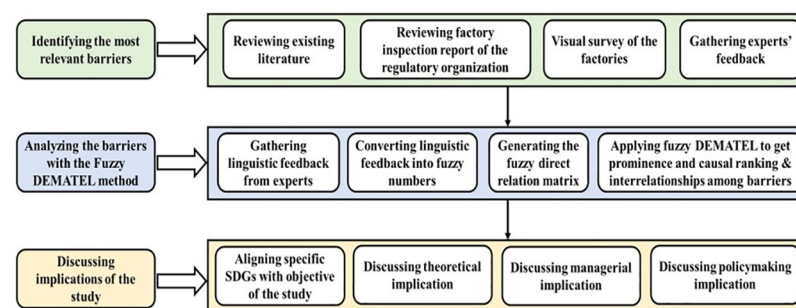 Identifying the most
relevant barriers
Reviewing existing
literature
Reviewing factory
inspection report of the
regulatory organization
Visual survey of the
factories
Gathering experts'
feedback
Analyzing the barriers
with the Fuzzy
DEMATEL method
Gathering
linguistic feedback
from experts
Converting linguistic
feedback into fuzzy
numbers
Generating the
fuzzy direct
relation matrix
Applying fuzzy DEMATEL to get
prominence and causal ranking &
interrelationships among barriers
Discussing
implications of the
study
Aligning specific
SDGs with objective
of the study
Discussing theoretical
implication
Discussing managerial
implication
Discussing policymaking
implication